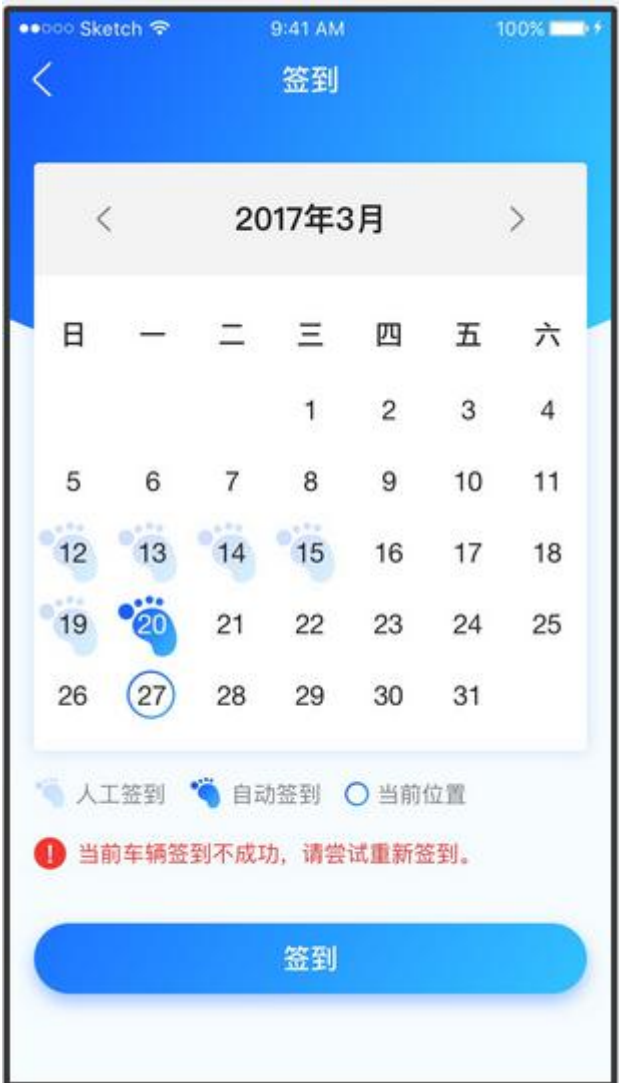 Sketch 9:41 AM 100%
签到
2017年3月
日 一 二 三 四 五 六
1 2 3 4
5 6 7 8 9 10 11
12 13 14 15 16 17 18
19 20 21 22 23 24 25
26 27 28 29 30 31
人工签到 自动签到 当前位置
当前车辆签到不成功，请尝试重新签到。
签到